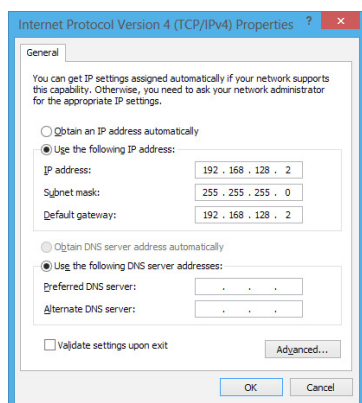 Internet Protocol Version 4 (TCP/IPv4) Properties ? ×
General
You can get IP settings assigned automatically if your network supports
this capability. Otherwise, you need to ask your network administrator
for the appropriate IP settings.
Obtain an IP address automatically
Use the following IP address:
IP address: 192 . 168 . 128 . 2
Subnet mask: 255 . 255 . 255 . 0
Default gateway: 192 . 168 . 128 . 2
Obtain DNS server address automatically
Use the following DNS server addresses:
Preferred DNS server: . . .
Alternate DNS server: . . .
Validate settings upon exit
Advanced...
OK Cancel